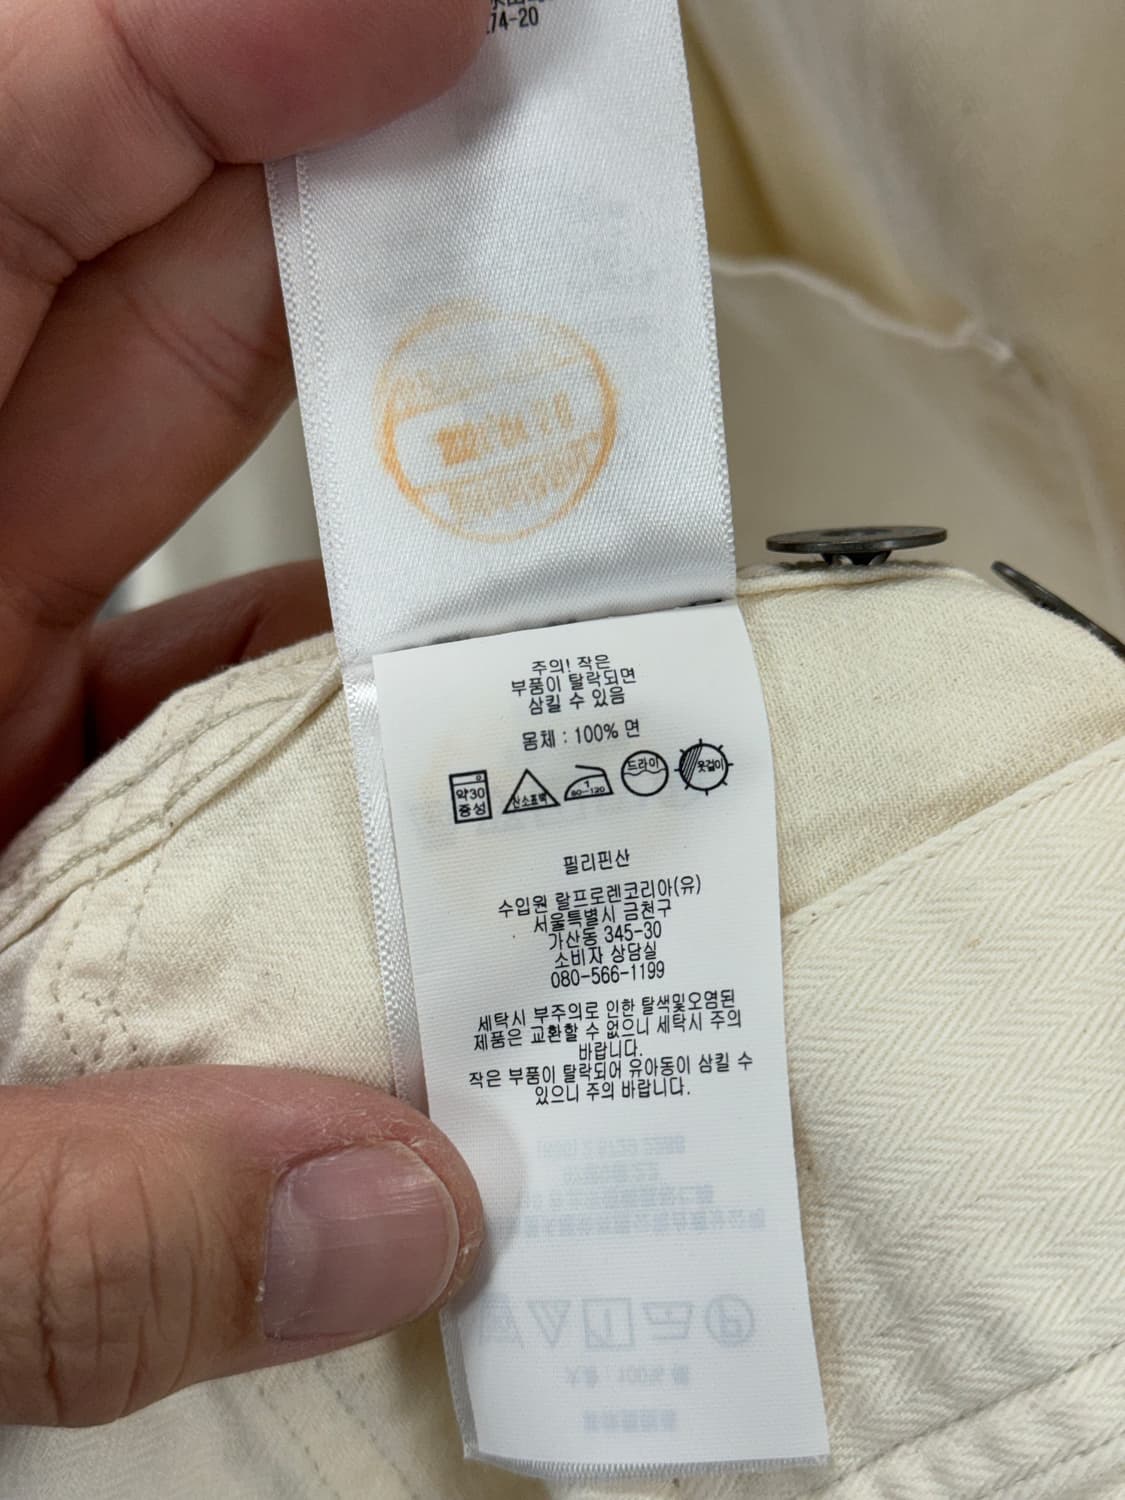 174-20
주의! 작은
부품이 탈락되면
삼킬 수 있음
몸체 : 100% 면
약30
중성
산소표백
1
80~120
드라이
옷걸이
필리핀산
수입원 랄프로렌코리아(유)
서울특별시 금천구
가산동 345-30
소비자 상담실
080-566-1199
세탁시 부주의로 인한 탈색및오염된
제품은 교환할 수 없으니 세탁시 주의
바랍니다.
작은 부품이 탈락되어 유아동이 삼킬 수
있으니 주의 바랍니다.